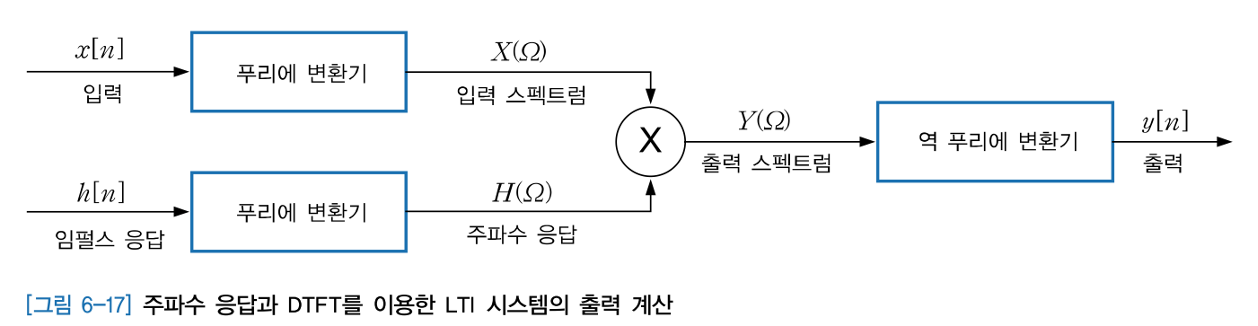 x[n]
입력
푸리에 변환기
X(Ω)
입력 스펙트럼
h[n]
임펄스 응답
푸리에 변환기
H(Ω)
주파수 응답
X
Y(Ω)
출력 스펙트럼
역 푸리에 변환기
y[n]
출력
[그림 6-17] 주파수 응답과 DTFT를 이용한 LTI 시스템의 출력 계산